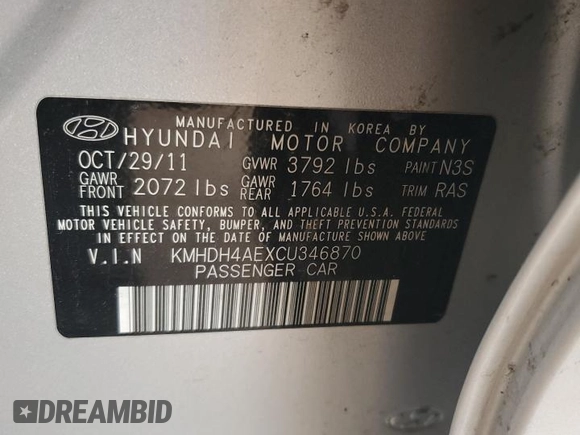 MANUFACTURED IN KOREA BY
HYUNDAI MOTOR COMPANY
OCT/29/11 GVWR 3792 lbs PAINT N3S
GAWR FRONT 2072 lbs GAWR REAR 1764 lbs TRIM RAS
THIS VEHICLE CONFORMS TO ALL APPLICABLE U.S.A. FEDERAL
MOTOR VEHICLE SAFETY, BUMPER, AND THEFT PREVENTION STANDARDS
IN EFFECT ON THE DATE OF MANUFACTURE SHOWN ABOVE.
V.I.N KMHDH4AEXCU346870
PASSENGER CAR
DREAMBID